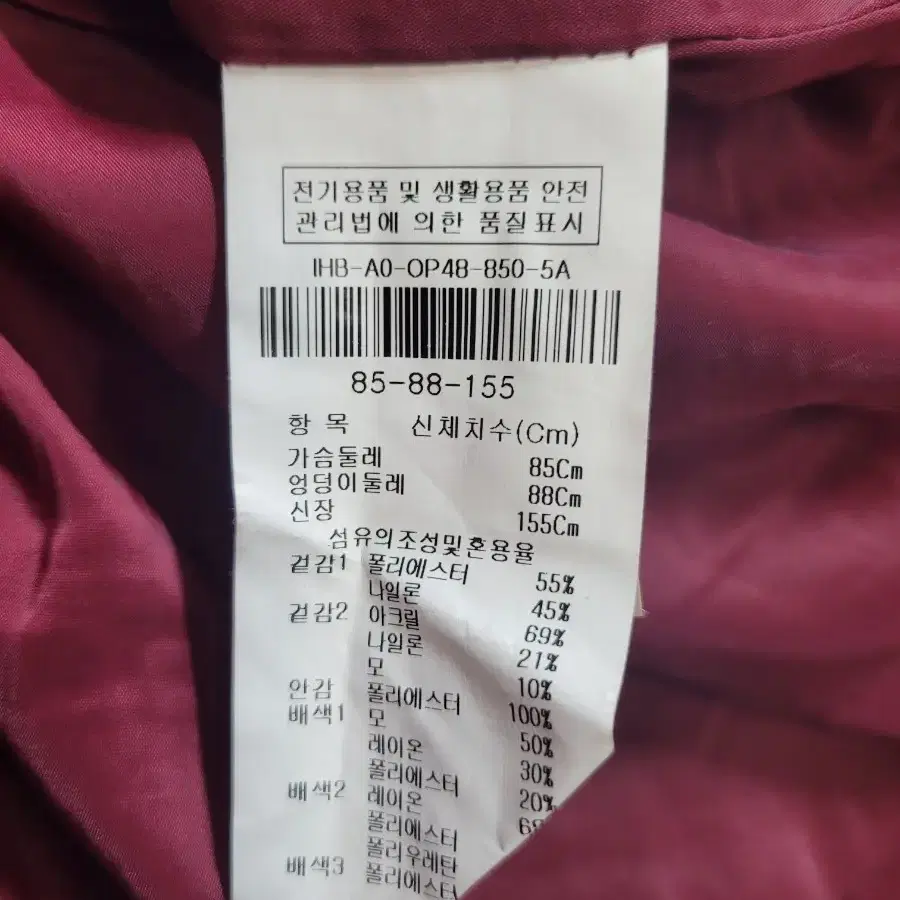 전기용품 및 생활용품 안전
관리법에 의한 품질표시
IHB-A0-OP48-850-5A
85-88-155
항 목 신체치수(Cm)
가슴둘레 85Cm
엉덩이둘레 88Cm
신장 155Cm
섬유의조성및혼용율
겉감1 폴리에스터 55%
나일론 45%
겉감2 아크릴 69%
나일론 21%
모 10%
안감 폴리에스터 100%
배색1 모 50%
레이온 30%
폴리에스터 20%
배색2 레이온
폴리에스터
폴리우레탄
배색3 폴리에스터